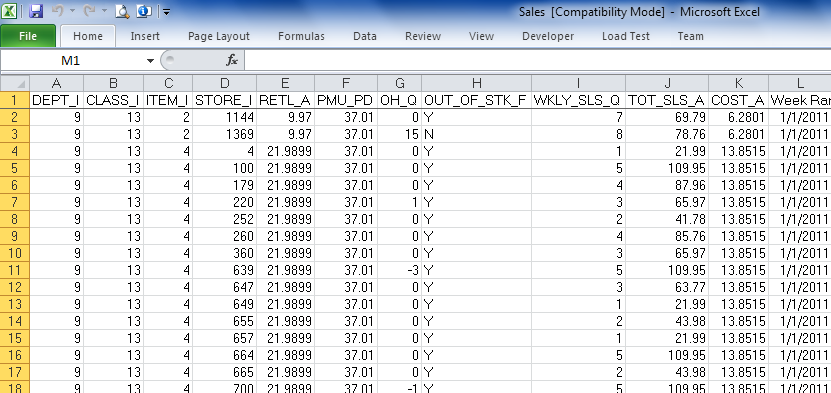 Sales [Compatibility Mode] - Microsoft Excel
File Home Insert Page Layout Formulas Data Review View Developer Load Test Team
M1 fx
A B C D E F G H I J K L
1 DEPT_I CLASS_I ITEM_I STORE_I RETL_A PMU_PD OH_Q OUT_OF_STK_F WKLY_SLS_Q TOT_SLS_A COST_A Week Ran
2 9 13 2 1144 9.97 37.01 0 Y 7 69.79 6.2801 1/1/2011
3 9 13 2 1369 9.97 37.01 15 N 8 78.76 6.2801 1/1/2011
4 9 13 4 4 21.9899 37.01 0 Y 1 21.99 13.8515 1/1/2011
5 9 13 4 100 21.9899 37.01 0 Y 5 109.95 13.8515 1/1/2011
6 9 13 4 179 21.9899 37.01 0 Y 4 87.96 13.8515 1/1/2011
7 9 13 4 220 21.9899 37.01 1 Y 3 65.97 13.8515 1/1/2011
8 9 13 4 252 21.9899 37.01 0 Y 2 41.78 13.8515 1/1/2011
9 9 13 4 260 21.9899 37.01 0 Y 4 85.76 13.8515 1/1/2011
10 9 13 4 360 21.9899 37.01 0 Y 3 65.97 13.8515 1/1/2011
11 9 13 4 639 21.9899 37.01 -3 Y 5 109.95 13.8515 1/1/2011
12 9 13 4 647 21.9899 37.01 0 Y 3 63.77 13.8515 1/1/2011
13 9 13 4 649 21.9899 37.01 0 Y 1 21.99 13.8515 1/1/2011
14 9 13 4 655 21.9899 37.01 0 Y 2 43.98 13.8515 1/1/2011
15 9 13 4 657 21.9899 37.01 0 Y 1 21.99 13.8515 1/1/2011
16 9 13 4 664 21.9899 37.01 0 Y 5 109.95 13.8515 1/1/2011
17 9 13 4 665 21.9899 37.01 0 Y 2 43.98 13.8515 1/1/2011
18 9 13 4 700 21.9899 37.01 -1 Y 5 109.95 13.8515 1/1/2011